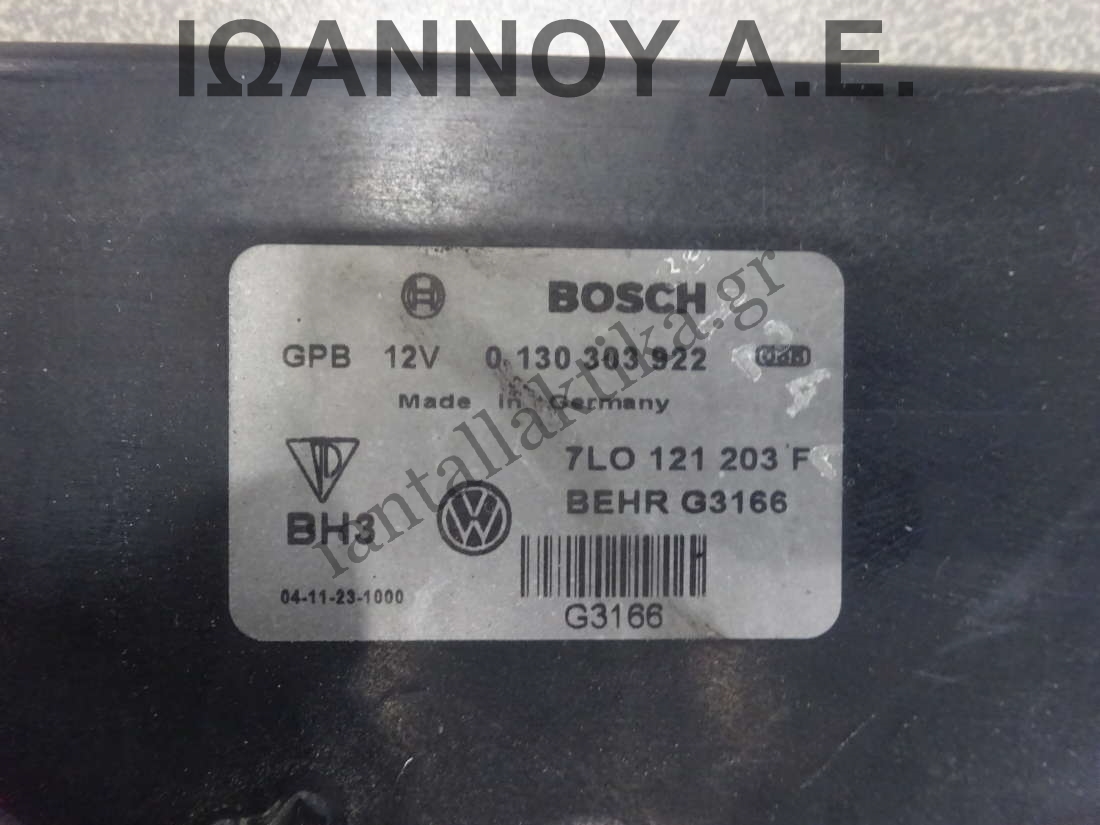 ΙΩΑΝΝΟΥ Α.Ε.
BOSCH
GPB 12V 0 130 303 922
Made in Germany
7LO 121 203 F
BEHR G3166
BH3
04-11-23-1000
G3166
iantallaktika.gr